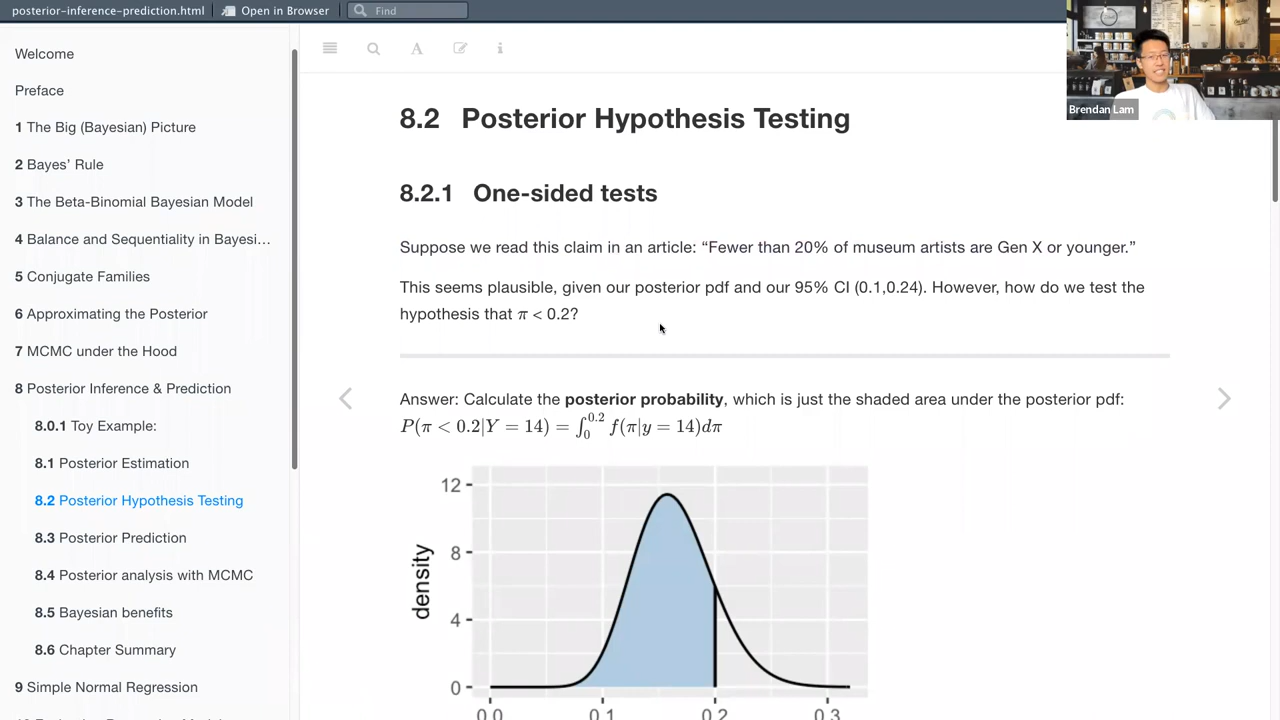 posterior-inference-prediction.html
Open in Browser
Find
Brendan Lam
Welcome
Preface
1 The Big (Bayesian) Picture
2 Bayes’ Rule
3 The Beta-Binomial Bayesian Model
4 Balance and Sequentiality in Bayesi…
5 Conjugate Families
6 Approximating the Posterior
7 MCMC under the Hood
8 Posterior Inference & Prediction
8.0.1 Toy Example:
8.1 Posterior Estimation
8.2 Posterior Hypothesis Testing
8.3 Posterior Prediction
8.4 Posterior analysis with MCMC
8.5 Bayesian benefits
8.6 Chapter Summary
9 Simple Normal Regression
8.2 Posterior Hypothesis Testing
8.2.1 One-sided tests
Suppose we read this claim in an article: “Fewer than 20% of museum artists are Gen X or younger.”
This seems plausible, given our posterior pdf and our 95% CI (0.1,0.24). However, how do we test the
hypothesis that π < 0.2?
Answer: Calculate the posterior probability, which is just the shaded area under the posterior pdf:
P(π < 0.2|Y = 14) = ∫₀^0.2 f(π|y = 14)dπ
12
8
4
0
density
0.0 0.1 0.2 0.3